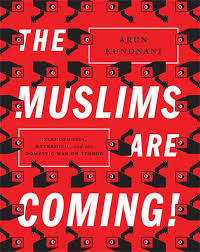 THE
ARUN
KUNDNANI
MUSLIMS
ISLAMOPHOBIA,
EXTREMISM, and the
DOMESTIC WAR ON TERROR
ARE
COMING!